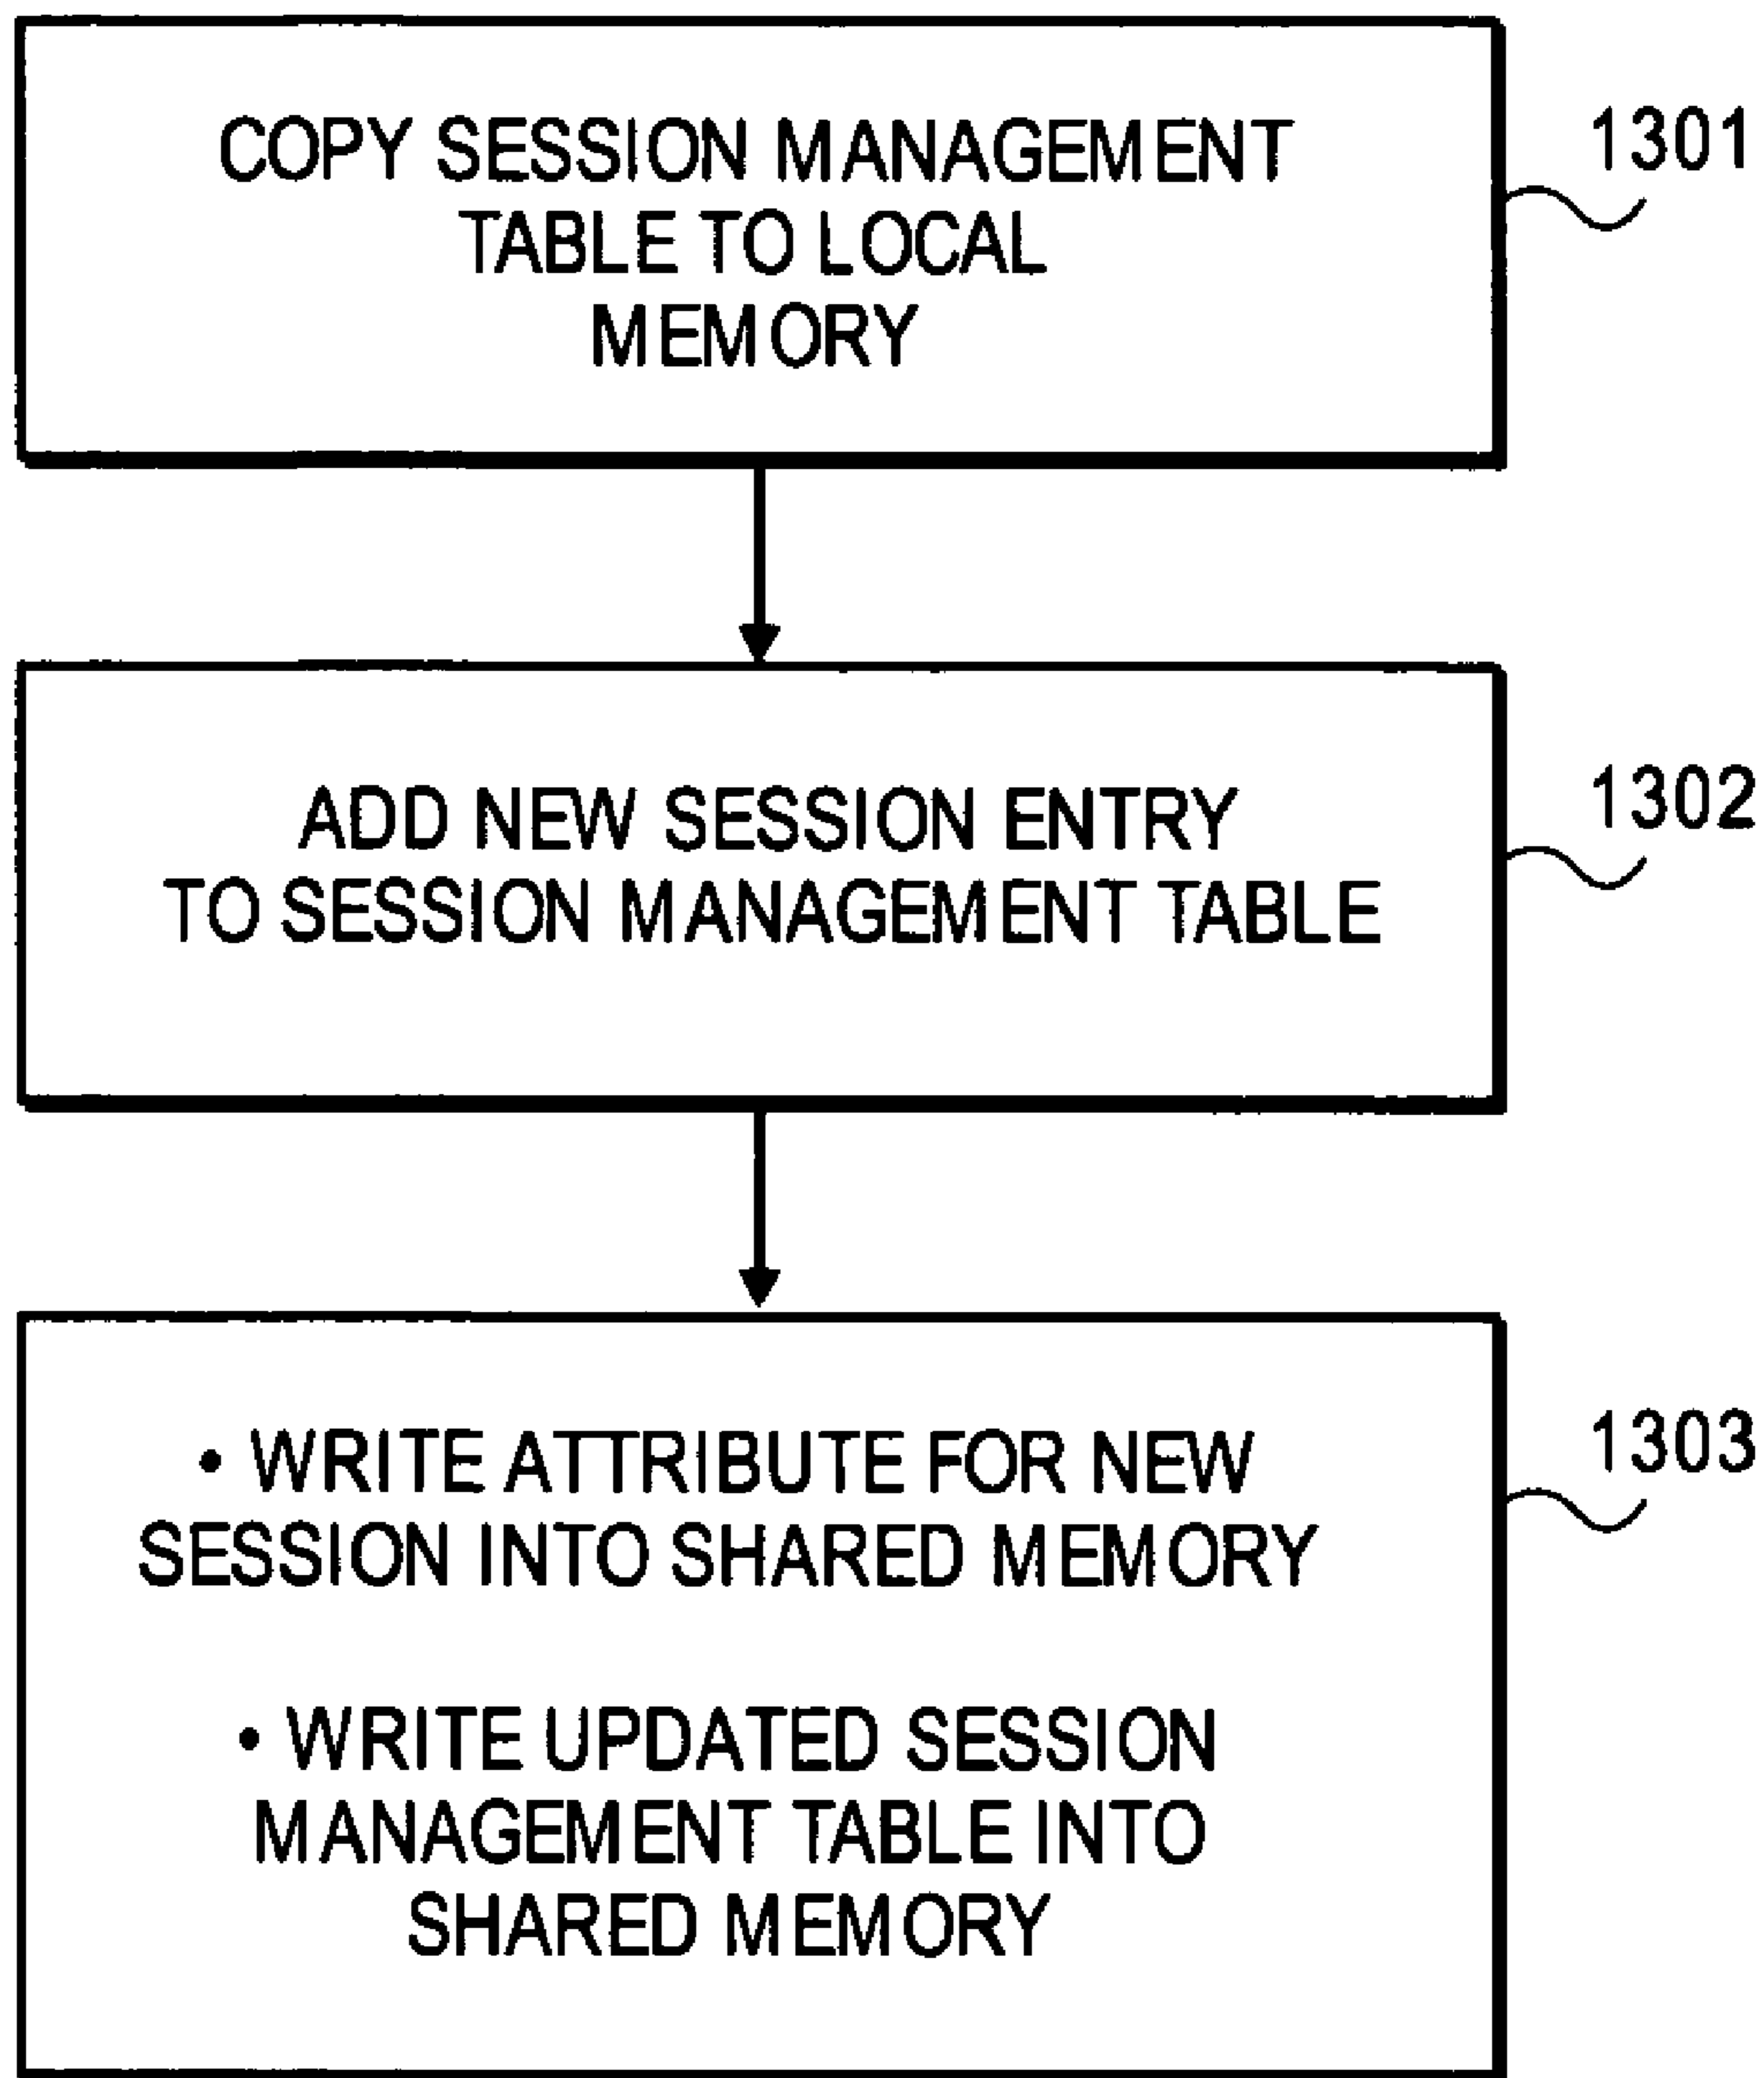 COPY SESSION MANAGEMENT
TABLE TO LOCAL
MEMORY
1301
ADD NEW SESSION ENTRY
TO SESSION MANAGEMENT TABLE
1302
• WRITE ATTRIBUTE FOR NEW
SESSION INTO SHARED MEMORY
• WRITE UPDATED SESSION
MANAGEMENT TABLE INTO
SHARED MEMORY
1303